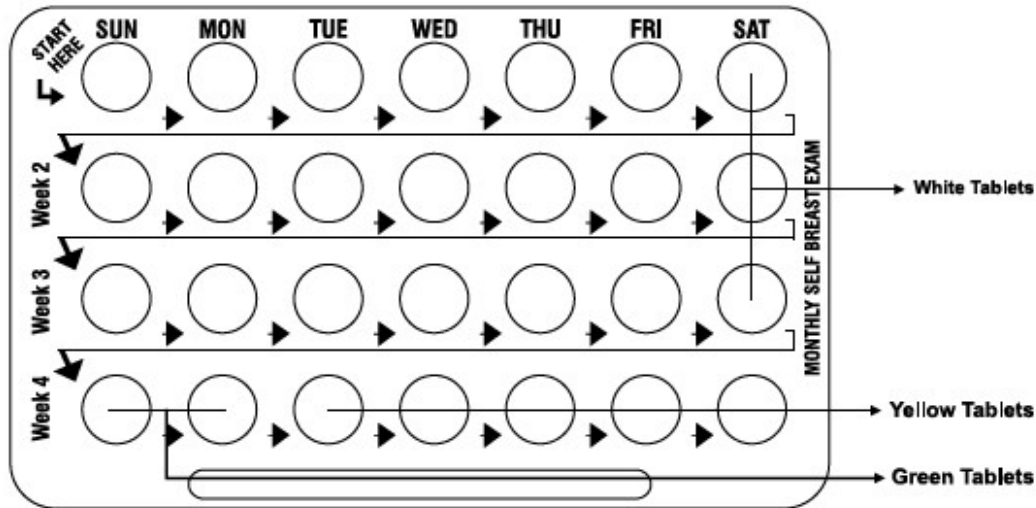 START
HERE
SUN MON TUE WED THU FRI SAT
Week 2
White Tablets
Week 3
MONTHLY SELF BREAST EXAM
Week 4
Yellow Tablets
Green Tablets